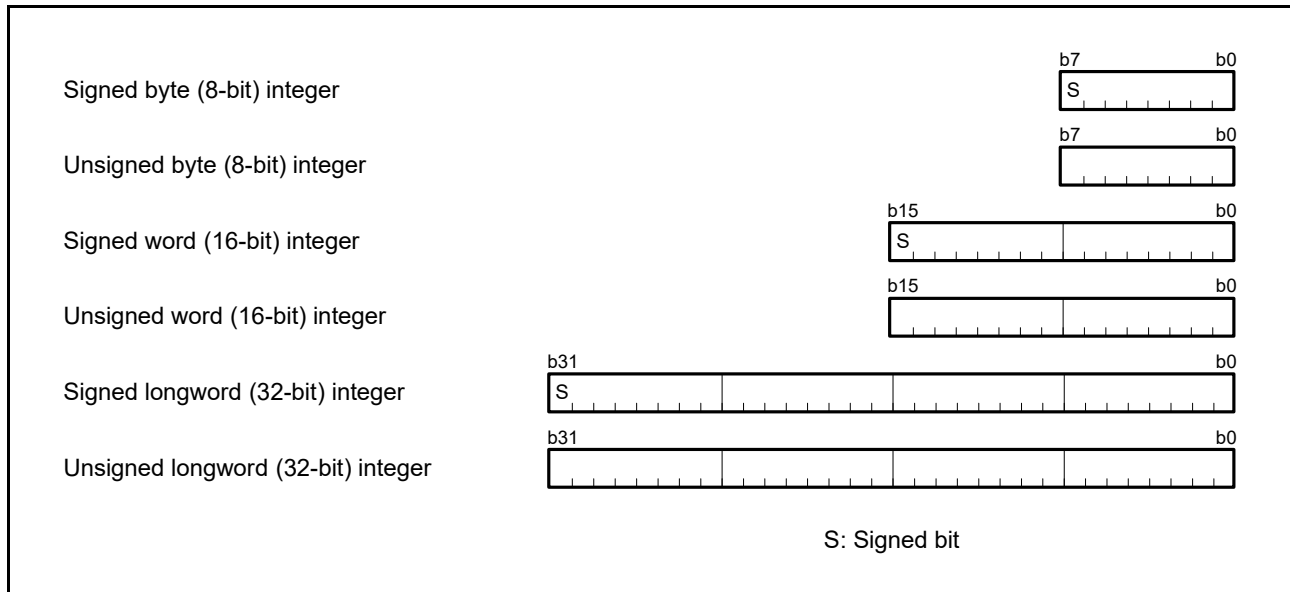 b7 b0
Signed byte (8-bit) integer S
b7 b0
Unsigned byte (8-bit) integer
b15 b0
Signed word (16-bit) integer S
b15 b0
Unsigned word (16-bit) integer
b31 b0
Signed longword (32-bit) integer S
b31 b0
Unsigned longword (32-bit) integer
S: Signed bit